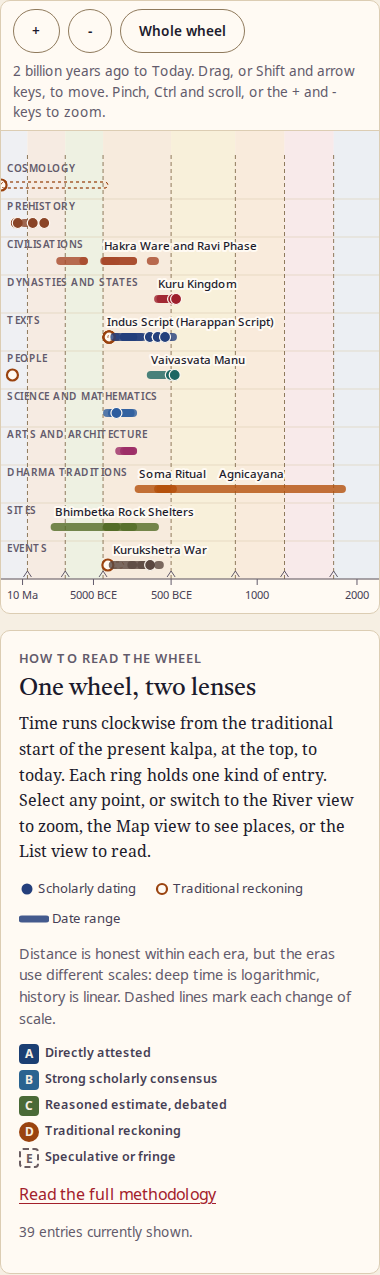 + - Whole wheel
2 billion years ago to Today. Drag, or Shift and arrow
keys, to move. Pinch, Ctrl and scroll, or the + and -
keys to zoom.
COSMOLOGY
PREHISTORY
CIVILISATIONS Hakra Ware and Ravi Phase
DYNASTIES AND STATES Kuru Kingdom
TEXTS Indus Script (Harappan Script)
PEOPLE Vaivasvata Manu
SCIENCE AND MATHEMATICS
ARTS AND ARCHITECTURE
DHARMA TRADITIONS Soma Ritual Agnicayana
SITES Bhimbetka Rock Shelters
EVENTS Kurukshetra War
10 Ma 5000 BCE 500 BCE 1000 2000
HOW TO READ THE WHEEL
One wheel, two lenses
Time runs clockwise from the traditional
start of the present kalpa, at the top, to
today. Each ring holds one kind of entry.
Select any point, or switch to the River view
to zoom, the Map view to see places, or the
List view to read.
Scholarly dating Traditional reckoning
Date range
Distance is honest within each era, but the eras
use different scales: deep time is logarithmic,
history is linear. Dashed lines mark each change of
scale.
A Directly attested
B Strong scholarly consensus
C Reasoned estimate, debated
D Traditional reckoning
E Speculative or fringe
Read the full methodology
39 entries currently shown.